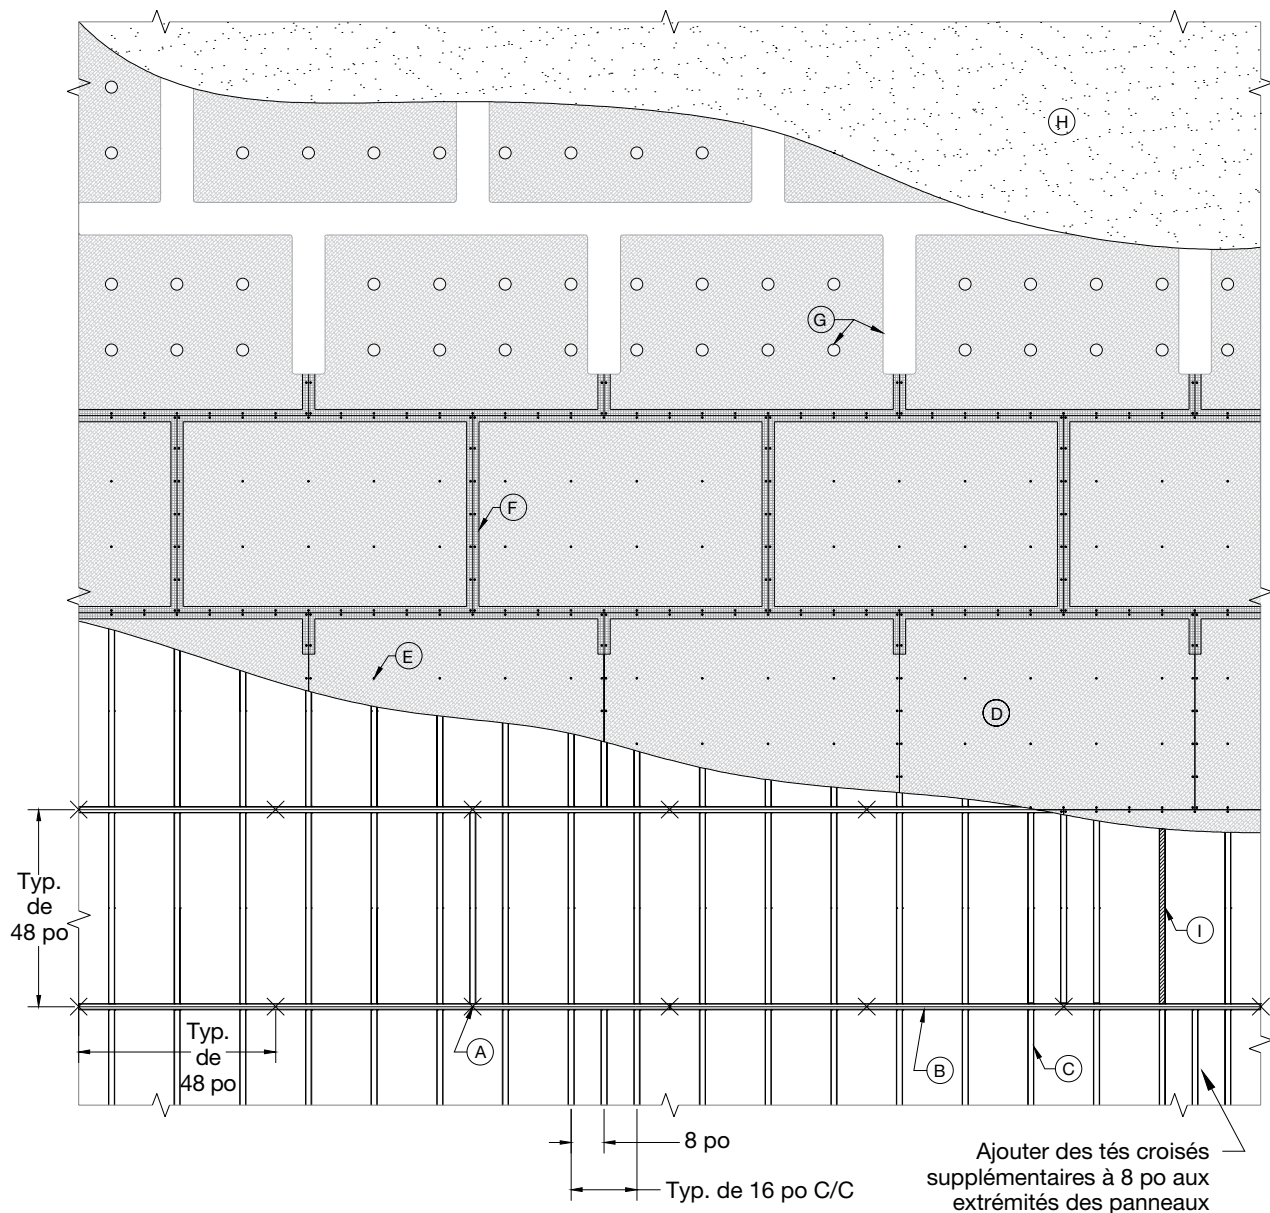 H
G
F
E
D
Typ.
de
48 po
I
Typ.
de
48 po
A
B
C
8 po
Typ. de 16 po C/C
Ajouter des tés croisés
supplémentaires à 8 po aux
extrémités des panneaux